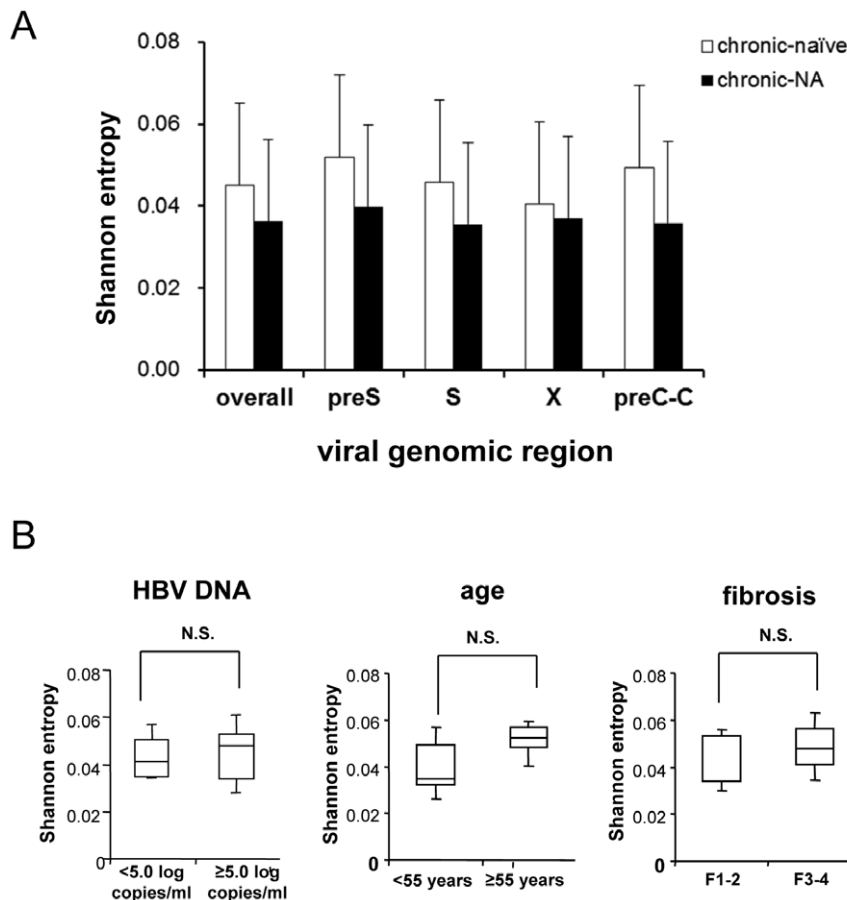 A
0.08
0.06
0.04
0.02
0.00
Shannon entropy
chronic-naïve
chronic-NA
overall preS S X preC-C
viral genomic region
B
HBV DNA
N.S.
0.08
0.06
0.04
0.02
0
Shannon entropy
<5.0 log ≥5.0 log
copies/ml copies/ml
age
N.S.
0.08
0.06
0.04
0.02
0
Shannon entropy
<55 years ≥55 years
fibrosis
N.S.
0.08
0.06
0.04
0.02
0
Shannon entropy
F1-2 F3-4